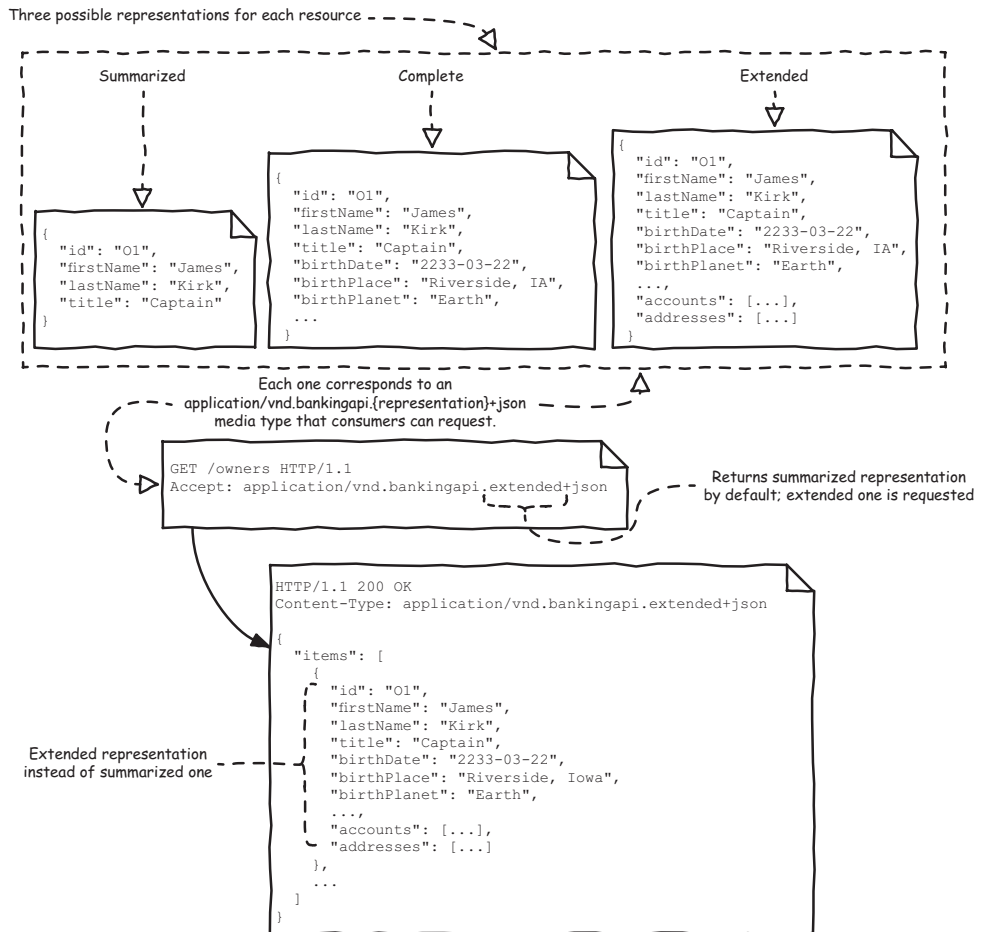 Three possible representations for each resource
Summarized
Complete
Extended
{
"id": "O1",
"firstName": "James",
"lastName": "Kirk",
"title": "Captain"
}
{
"id": "O1",
"firstName": "James",
"lastName": "Kirk",
"title": "Captain",
"birthDate": "2233-03-22",
"birthPlace": "Riverside, IA",
"birthPlanet": "Earth",
...
}
{
"id": "O1",
"firstName": "James",
"lastName": "Kirk",
"title": "Captain",
"birthDate": "2233-03-22",
"birthPlace": "Riverside, IA",
"birthPlanet": "Earth",
...,
"accounts": [...],
"addresses": [...]
}
Each one corresponds to an
application/vnd.bankingapi.{representation}+json
media type that consumers can request.
GET /owners HTTP/1.1
Accept: application/vnd.bankingapi.extended+json
Returns summarized representation
by default; extended one is requested
HTTP/1.1 200 OK
Content-Type: application/vnd.bankingapi.extended+json
{
"items": [
{
"id": "O1",
"firstName": "James",
"lastName": "Kirk",
"title": "Captain",
"birthDate": "2233-03-22",
"birthPlace": "Riverside, Iowa",
"birthPlanet": "Earth",
...,
"accounts": [...],
"addresses": [...]
},
...
]
}
Extended representation
instead of summarized one